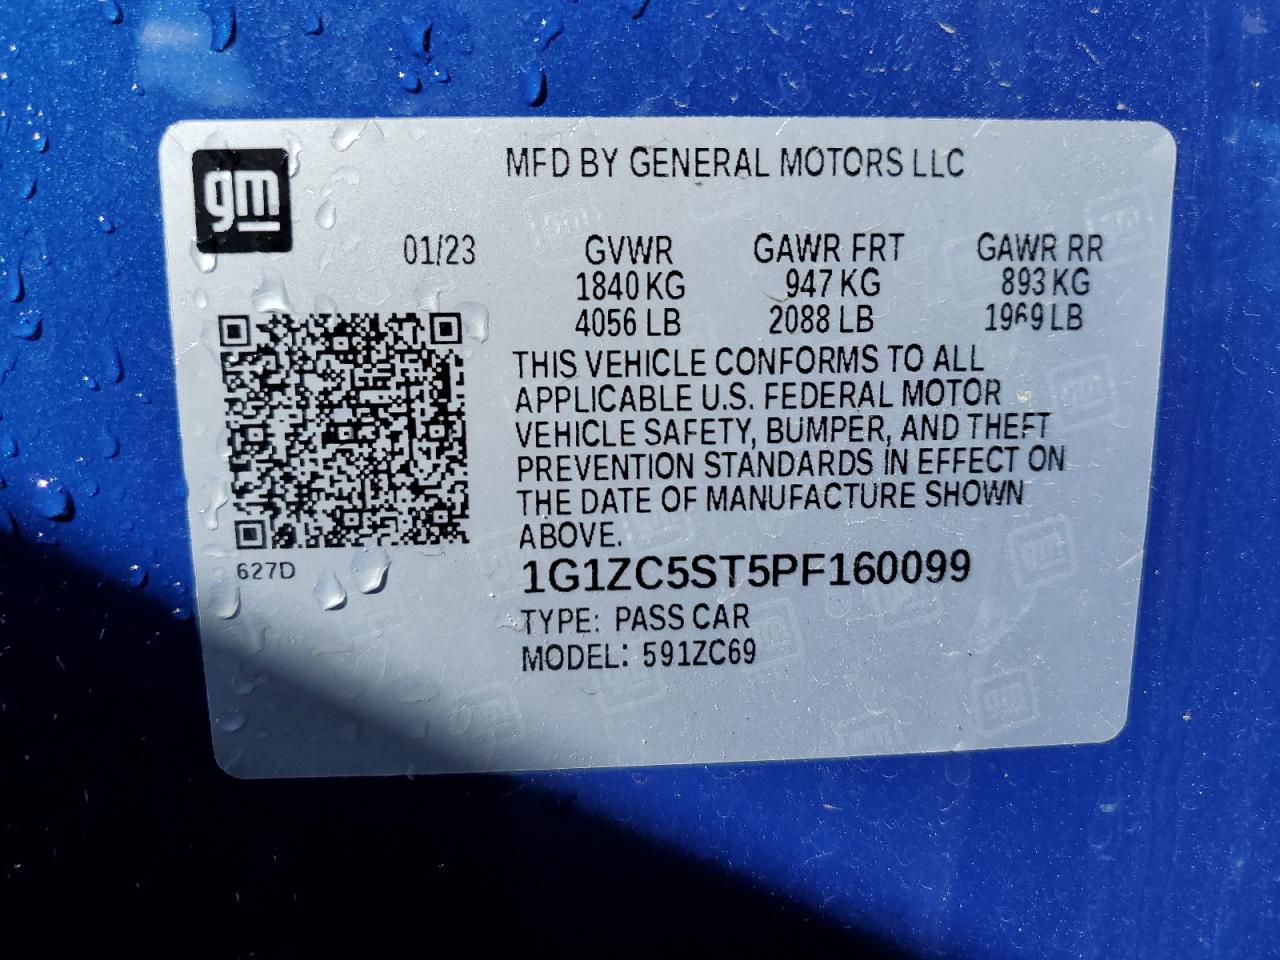 gm
MFD BY GENERAL MOTORS LLC
01/23 GVWR GAWR FRT GAWR RR
1840 KG 947 KG 893 KG
4056 LB 2088 LB 1969 LB
THIS VEHICLE CONFORMS TO ALL
APPLICABLE U.S. FEDERAL MOTOR
VEHICLE SAFETY, BUMPER, AND THEFT
PREVENTION STANDARDS IN EFFECT ON
THE DATE OF MANUFACTURE SHOWN
ABOVE.
627D
1G1ZC5ST5PF160099
TYPE: PASS CAR
MODEL: 591ZC69